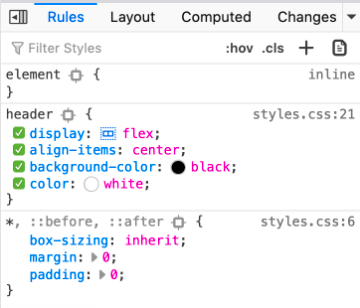 Rules Layout Computed Changes
Filter Styles :hov .cls +
element { inline
}
header { styles.css:21
display: flex;
align-items: center;
background-color: black;
color: white;
}
*, ::before, ::after { styles.css:6
box-sizing: inherit;
margin: 0;
padding: 0;
}